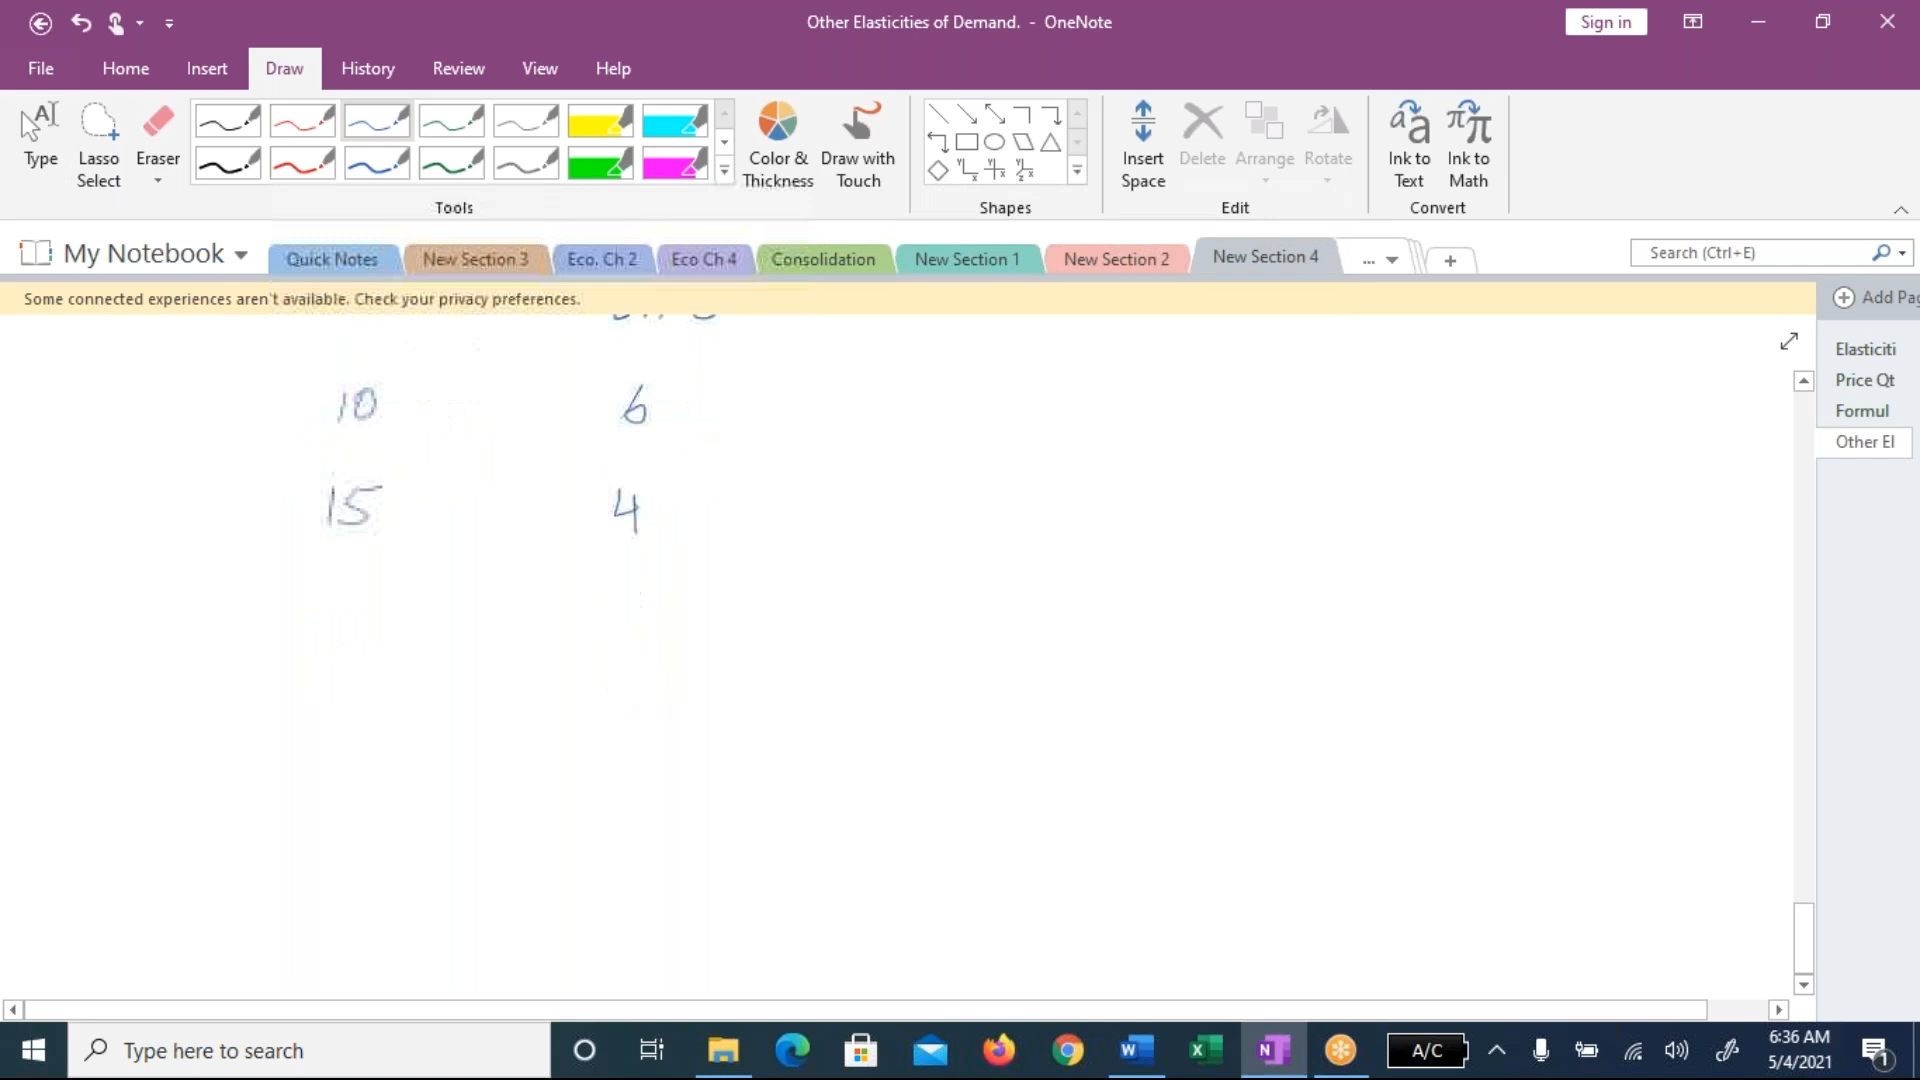 Other Elasticities of Demand. - OneNote
Sign in
File Home Insert Draw History Review View Help
Type
Lasso Select
Eraser
Color & Thickness
Draw with Touch
Insert Space
Delete
Arrange
Rotate
Ink to Text
Ink to Math
Tools
Shapes
Edit
Convert
My Notebook
Quick Notes
New Section 3
Eco. Ch 2
Eco Ch 4
Consolidation
New Section 1
New Section 2
New Section 4
...
Search (Ctrl+E)
Some connected experiences aren't available. Check your privacy preferences.
Add Pag
Elasticiti
Price Qt
Formul
Other El
10 6
15 4
Type here to search
A/C
6:36 AM
5/4/2021
1